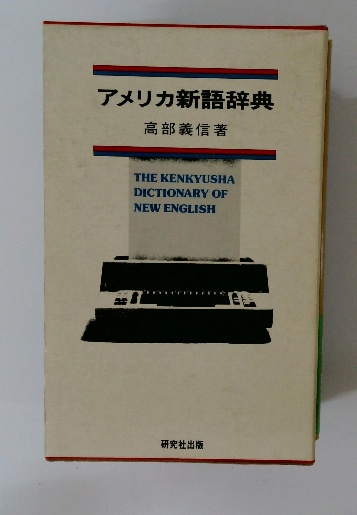 アメリカ新語辞典
高部義信著
THE KENKYUSHA
DICTIONARY OF
NEW ENGLISH
研究社出版